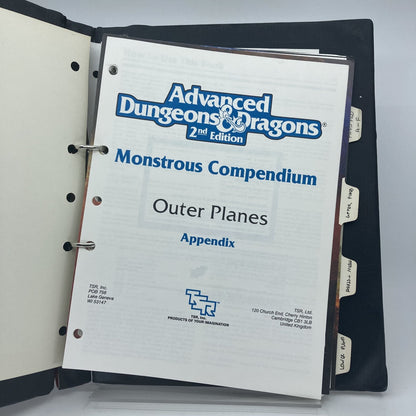 Advanced
Dungeons & Dragons®
2nd Edition
Monstrous Compendium
Outer Planes
Appendix
TSR, Inc.
POB 756
Lake Geneva
WI 53147
TSR, Ltd.
120 Church End, Cherry Hinton
Cambridge CB1 3LB
United Kingdom
TSR
TSR, Inc.
PRODUCTS OF YOUR IMAGINATION